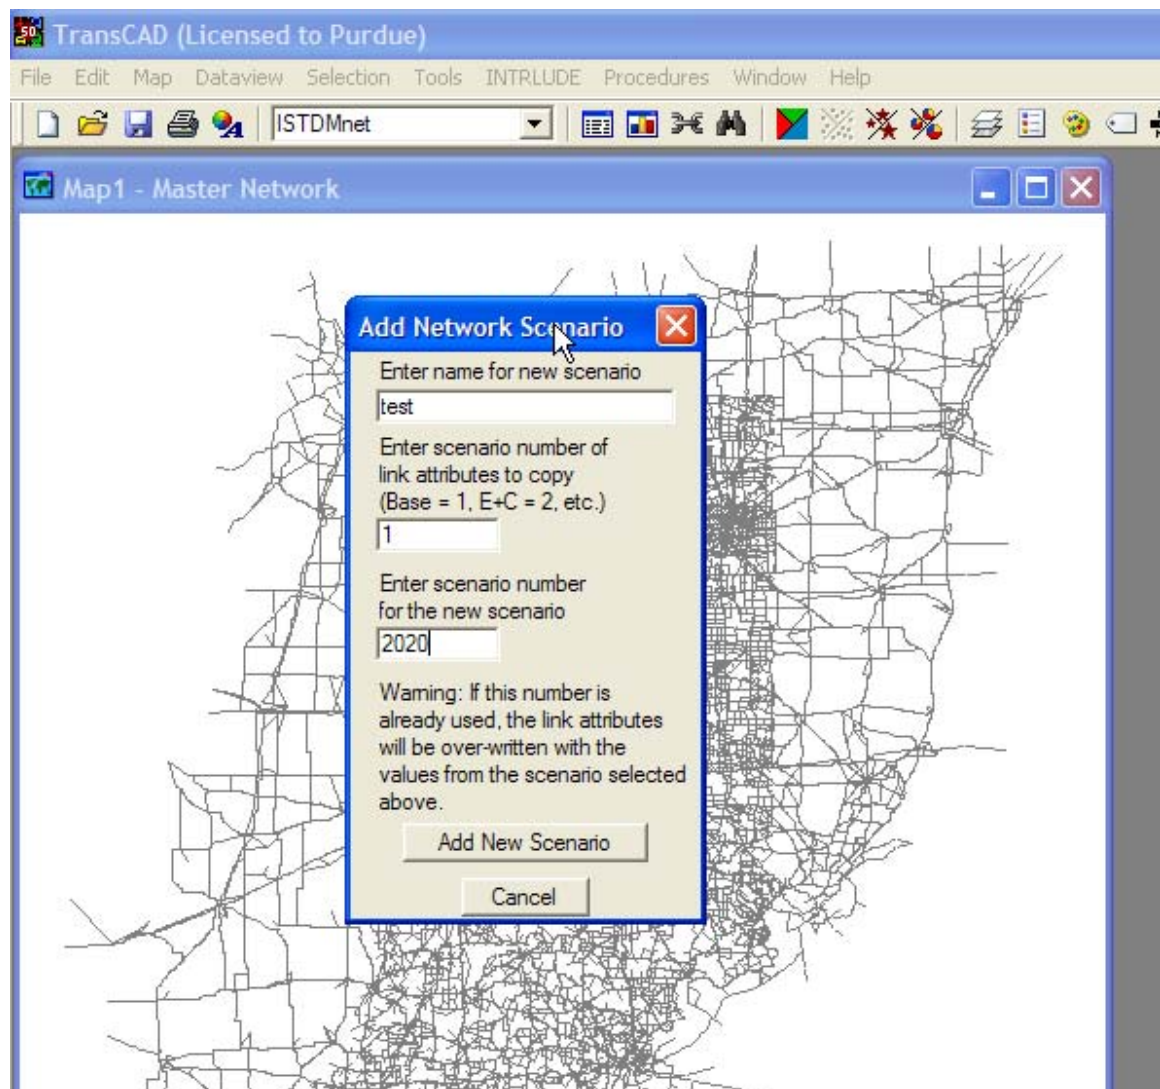 TransCAD (Licensed to Purdue)
File Edit Map Dataview Selection Tools INTRLUDE Procedures Window Help
ISTDMnet
Map1 - Master Network
Add Network Scenario
Enter name for new scenario
test
Enter scenario number of
link attributes to copy
(Base = 1, E+C = 2, etc.)
1
Enter scenario number
for the new scenario
2020
Warning: If this number is
already used, the link attributes
will be over-written with the
values from the scenario selected
above.
Add New Scenario
Cancel